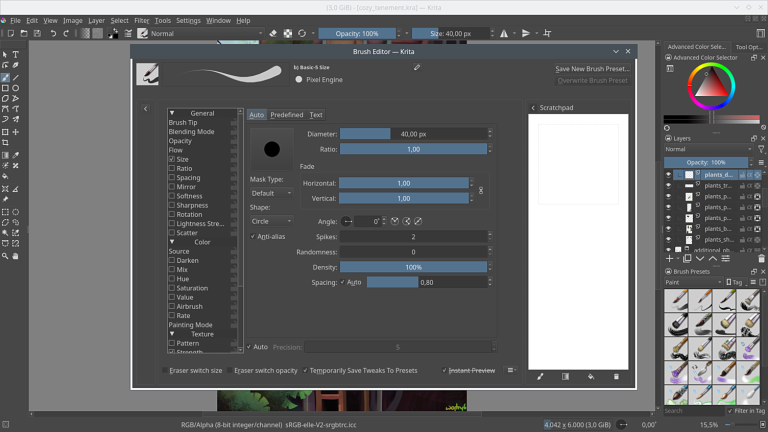 (3,0 GiB) - [cozy_tenement.kra] — Krita
File Edit View Image Layer Select Filter Tools Settings Window Help
Normal Opacity: 100% Size: 40,00 px
Brush Editor — Krita
b) Basic-5 Size
Pixel Engine
Save New Brush Preset...
Overwrite Brush Preset
General
Brush Tip
Blending Mode
Opacity
Flow
Size
Ratio
Spacing
Mirror
Softness
Sharpness
Rotation
Lightness Stre...
Scatter
Color
Source
Darken
Mix
Hue
Saturation
Value
Airbrush
Rate
Painting Mode
Texture
Pattern
Strength
Auto Predefined Text
Diameter: 40,00 px
Ratio: 1,00
Fade
Mask Type:
Default
Horizontal: 1,00
Vertical: 1,00
Shape:
Circle
Angle: 0°
Anti-alias
Spikes: 2
Randomness: 0
Density: 100%
Spacing: Auto 0,80
Auto Precision: 5
Eraser switch size Eraser switch opacity Temporarily Save Tweaks To Presets Instant Preview
Scratchpad
Advanced Color Sele... Tool Opt...
Advanced Color Selector
Layers
Normal
Opacity: 100%
plants_d...
plants_tr...
plants_p...
plants_p...
plants_p...
plants_b...
plants_sh...
additional_ob...
Brush Presets
Paint Tag
Search Filter in Tag
RGB/Alpha (8-bit integer/channel) sRGB-elle-V2-srgbtrc.icc 4.042 x 6.000 (3,0 GiB) 0,00° 15,5%